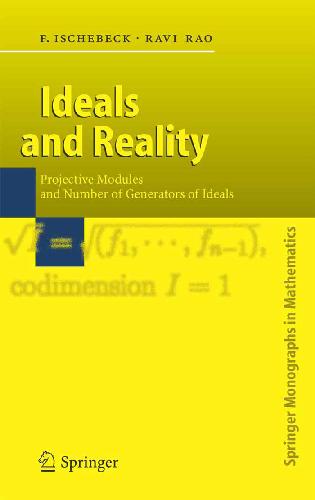 F. ISCHEBECK · RAVI RAO
Ideals
and Reality
Projective Modules
and Number of Generators of Ideals
√I = √(f₁, ⋯, fₙ₋₁),
codimension I = 1
Springer Monographs in Mathematics
Springer